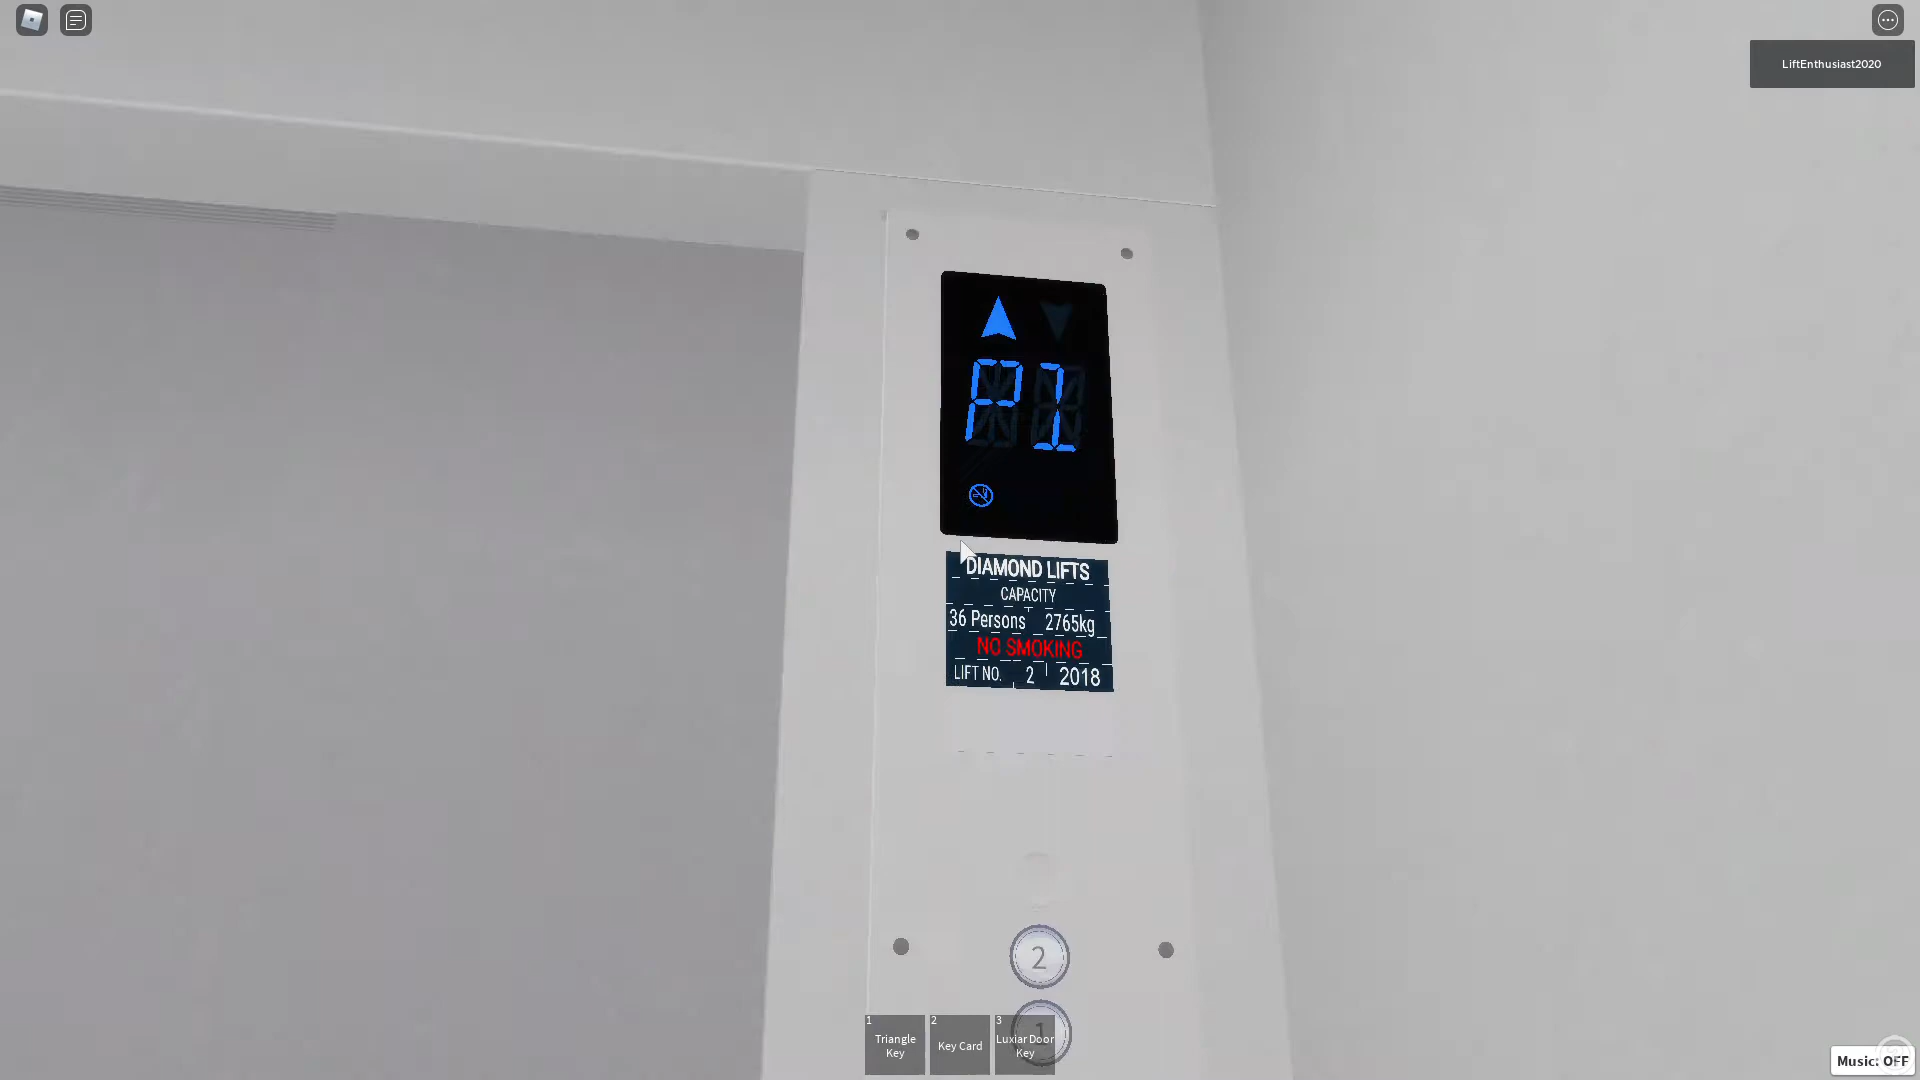 LiftEnthusiast2020
P1
DIAMOND LIFTS
CAPACITY
36 Persons 2765kg
NO SMOKING
LIFT NO. 2 2018
2
1
1 Triangle Key
2 Key Card
3 Luxiar Door Key
Music: OFF